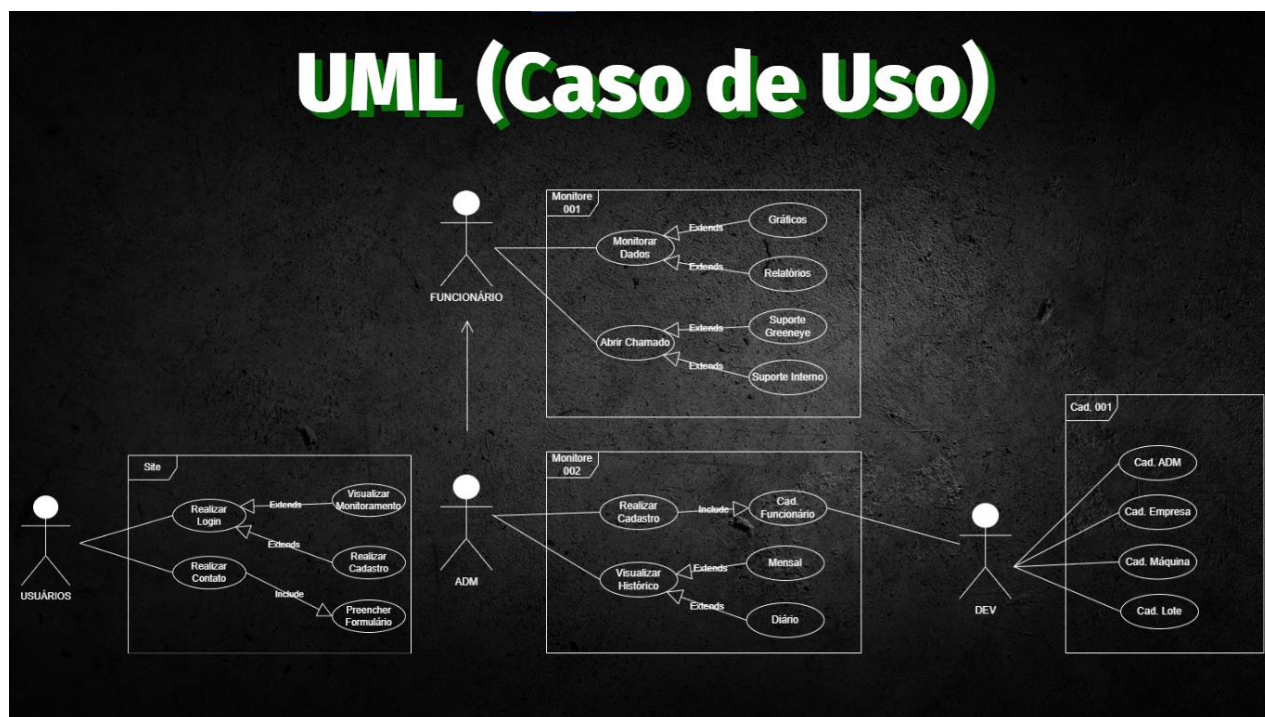 UML (Caso de Uso)
FUNCIONÁRIO
Monitore
001
Monitorar
Dados
Extends
Gráficos
Extends
Relatórios
Abrir Chamado
Extends
Suporte
Greeneye
Extends
Suporte Interno
USUÁRIOS
Site
Realizar
Login
Extends
Visualizar
Monitoramento
Extends
Realizar
Cadastro
Realizar
Contato
Include
Preencher
Formulário
ADM
Monitore
002
Realizar
Cadastro
Include
Cad.
Funcionário
Visualizar
Histórico
Extends
Mensal
Extends
Diário
DEV
Cad. 001
Cad. ADM
Cad. Empresa
Cad. Máquina
Cad. Lote